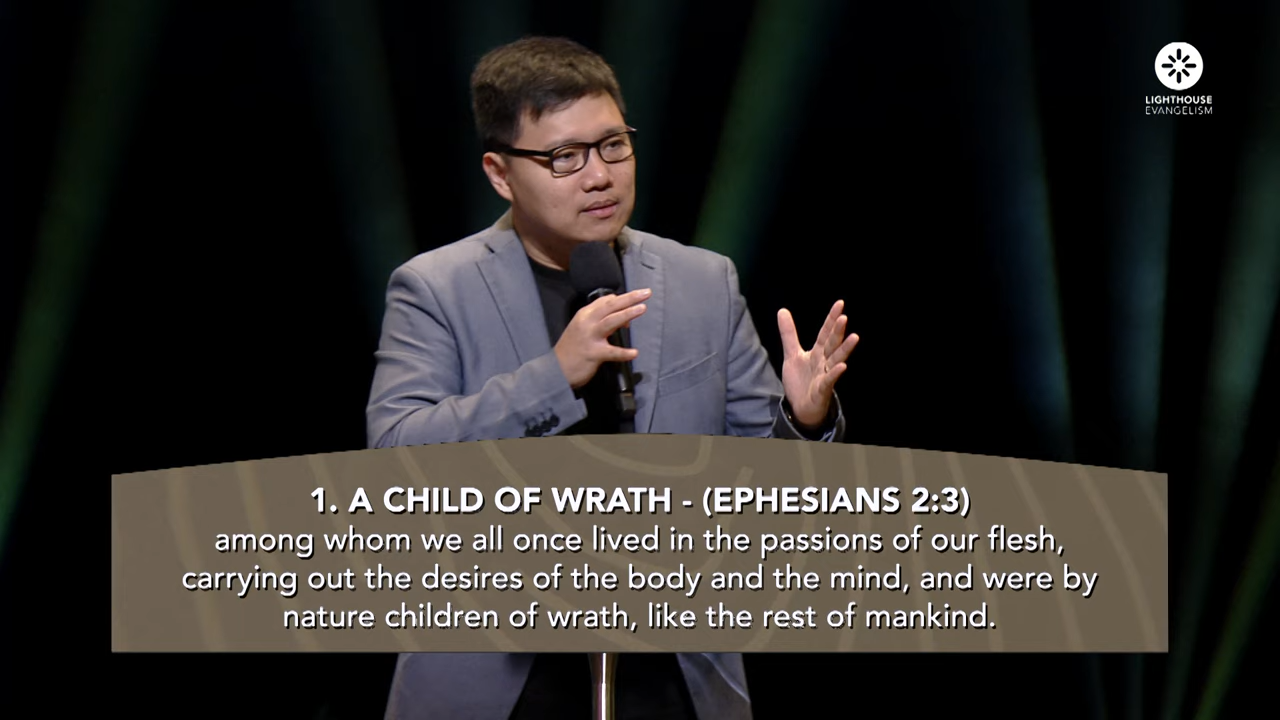 LIGHTHOUSE
EVANGELISM
1. A CHILD OF WRATH - (EPHESIANS 2:3)
among whom we all once lived in the passions of our flesh,
carrying out the desires of the body and the mind, and were by
nature children of wrath, like the rest of mankind.